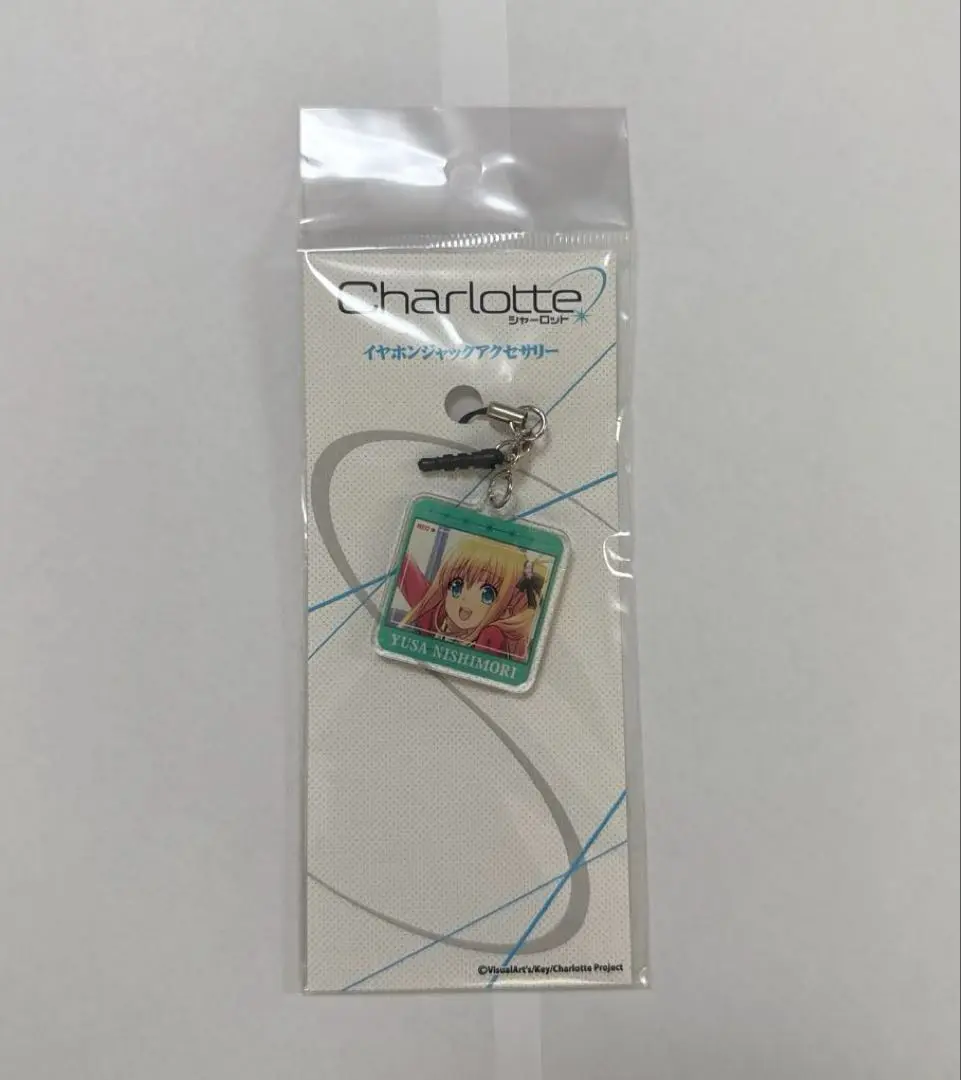 Charlotte
シャーロット
イヤホンジャックアクセサリー
REC
YUSA NISHIMORI
©VisualArt's/Key/Charlotte Project